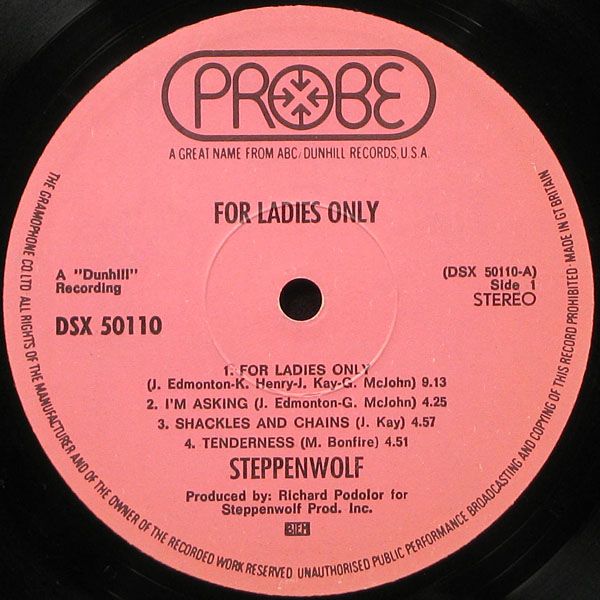 PROBE
A GREAT NAME FROM ABC/DUNHILL RECORDS, U.S.A.
FOR LADIES ONLY
A "Dunhill"
Recording
DSX 50110
(DSX 50110-A)
Side 1
STEREO
1. FOR LADIES ONLY
(J. Edmonton-K. Henry-J. Kay-G. McJohn) 9.13
2. I'M ASKING (J. Edmonton-G. McJohn) 4.25
3. SHACKLES AND CHAINS (J. Kay) 4.57
4. TENDERNESS (M. Bonfire) 4.51
STEPPENWOLF
Produced by: Richard Podolor for
Steppenwolf Prod. Inc.
BIEM
THE GRAMOPHONE CO. LTD ALL RIGHTS OF THE MANUFACTURER AND OF THE OWNER OF THE RECORDED WORK RESERVED UNAUTHORISED PUBLIC PERFORMANCE BROADCASTING AND COPYING OF THIS RECORD PROHIBITED · MADE IN GT BRITAIN